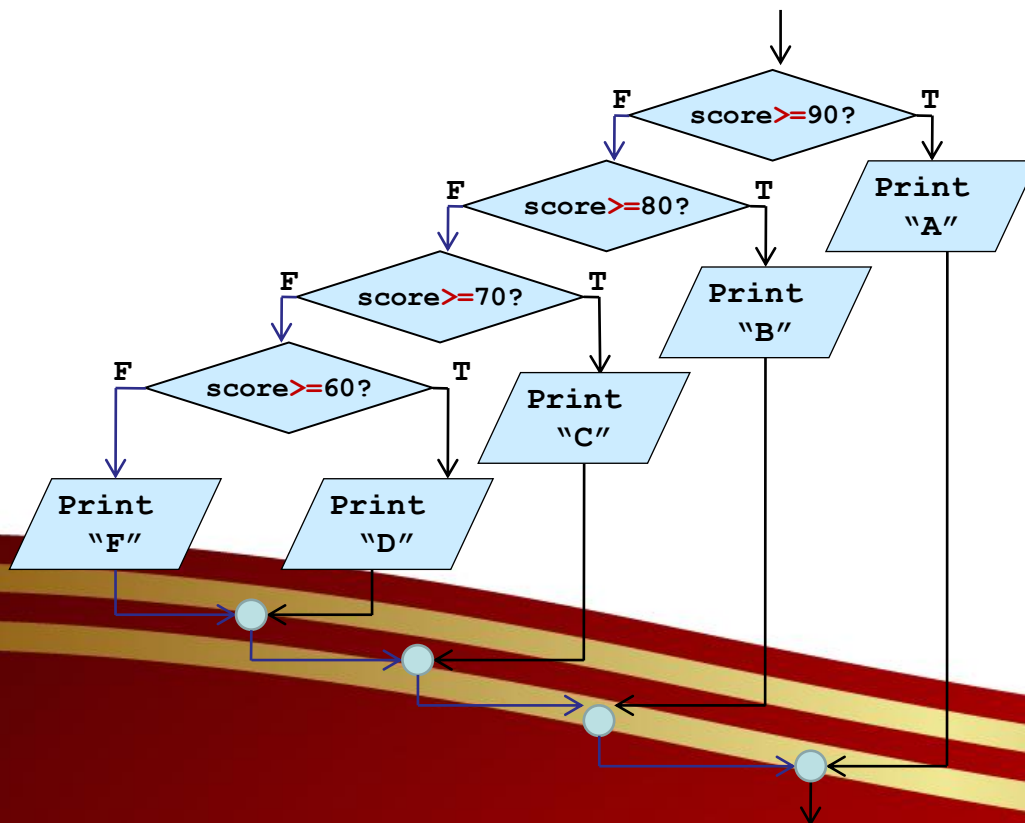 F
T
score>=90?
F
T
Print
“A”
score>=80?
F
T
Print
“B”
score>=70?
F
T
Print
“C”
score>=60?
Print
“F”
Print
“D”